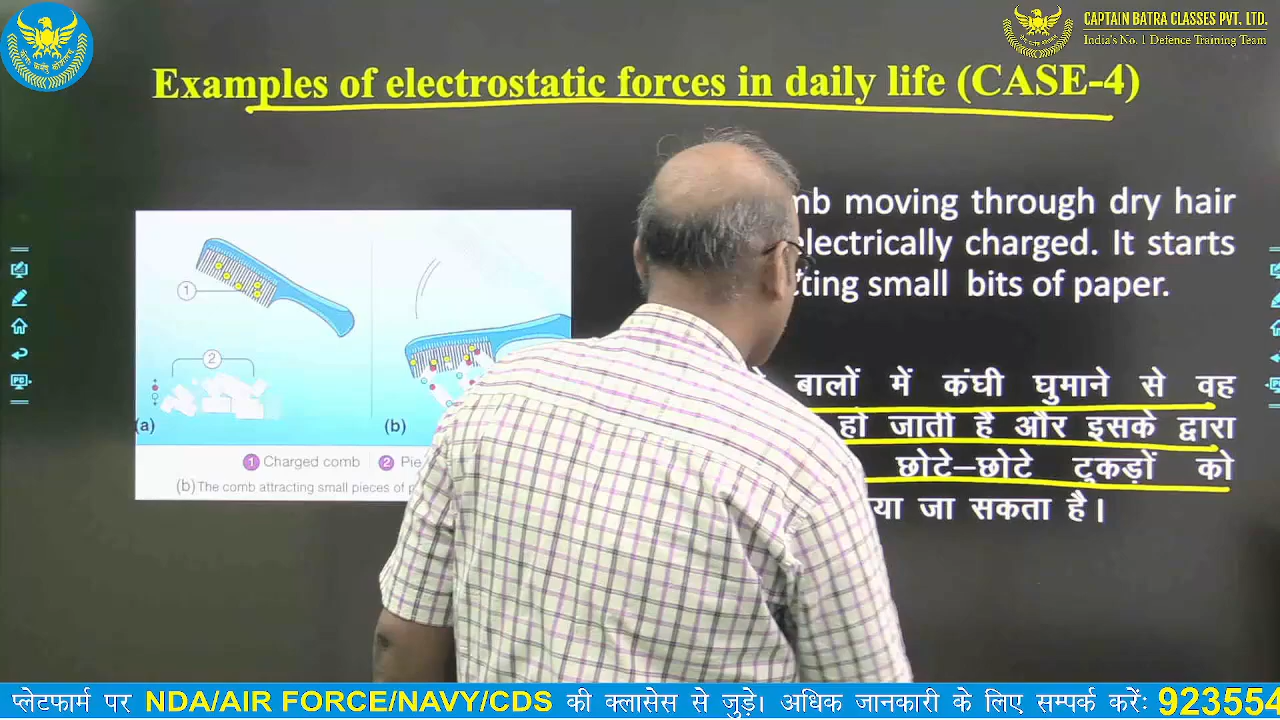 CAPTAIN BATRA CLASSES PVT. LTD.
India's No. 1 Defence Training Team
Examples of electrostatic forces in daily life (CASE-4)
moving through dry hair
electrically charged. It starts
small bits of paper.
बालों में कंघी घुमाने से वह
हो जाती है और इसके द्वारा
छोटे–छोटे टुकड़ों को
जा सकता है।
1
2
(a)
(b)
1 Charged comb 2
(b) The comb attracting small pieces of
PC
प्लेटफार्म पर NDA/AIR FORCE/NAVY/CDS की क्लासेस से जुड़े। अधिक जानकारी के लिए सम्पर्क करेंः 923554